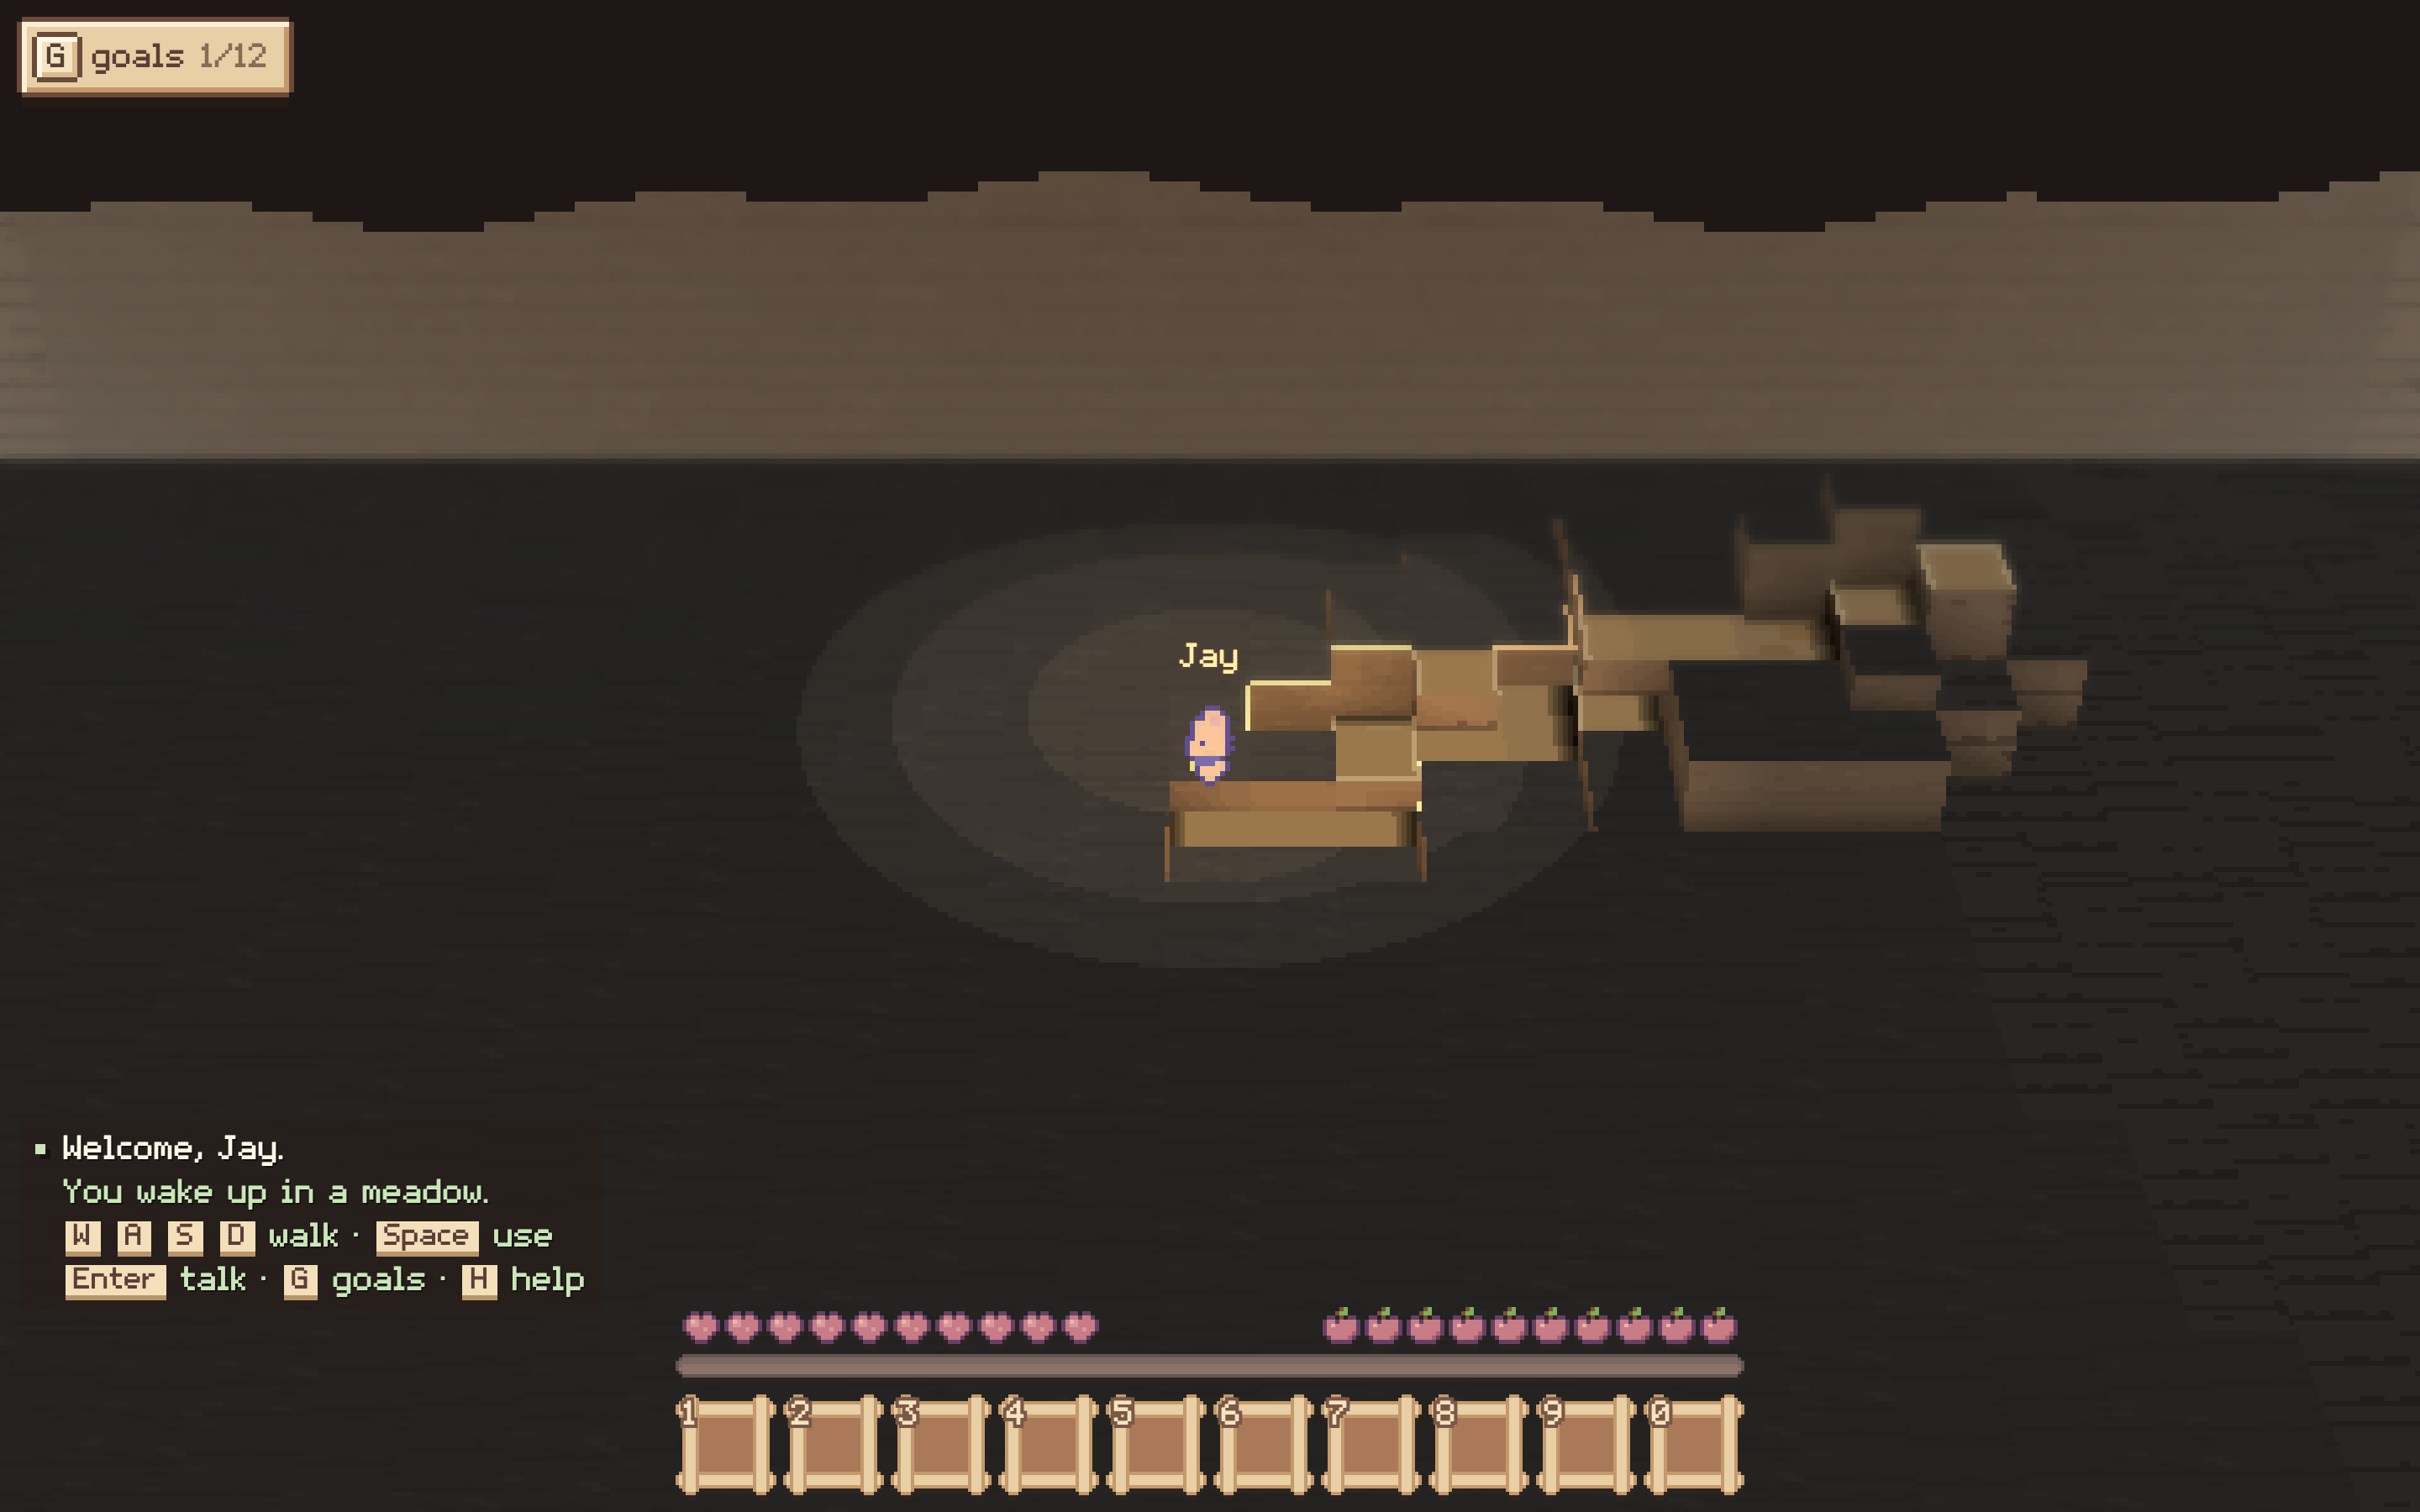 G goals 1/12
Jay
Welcome, Jay.
You wake up in a meadow.
W A S D walk · Space use
Enter talk · G goals · H help
1 2 3 4 5 6 7 8 9 0